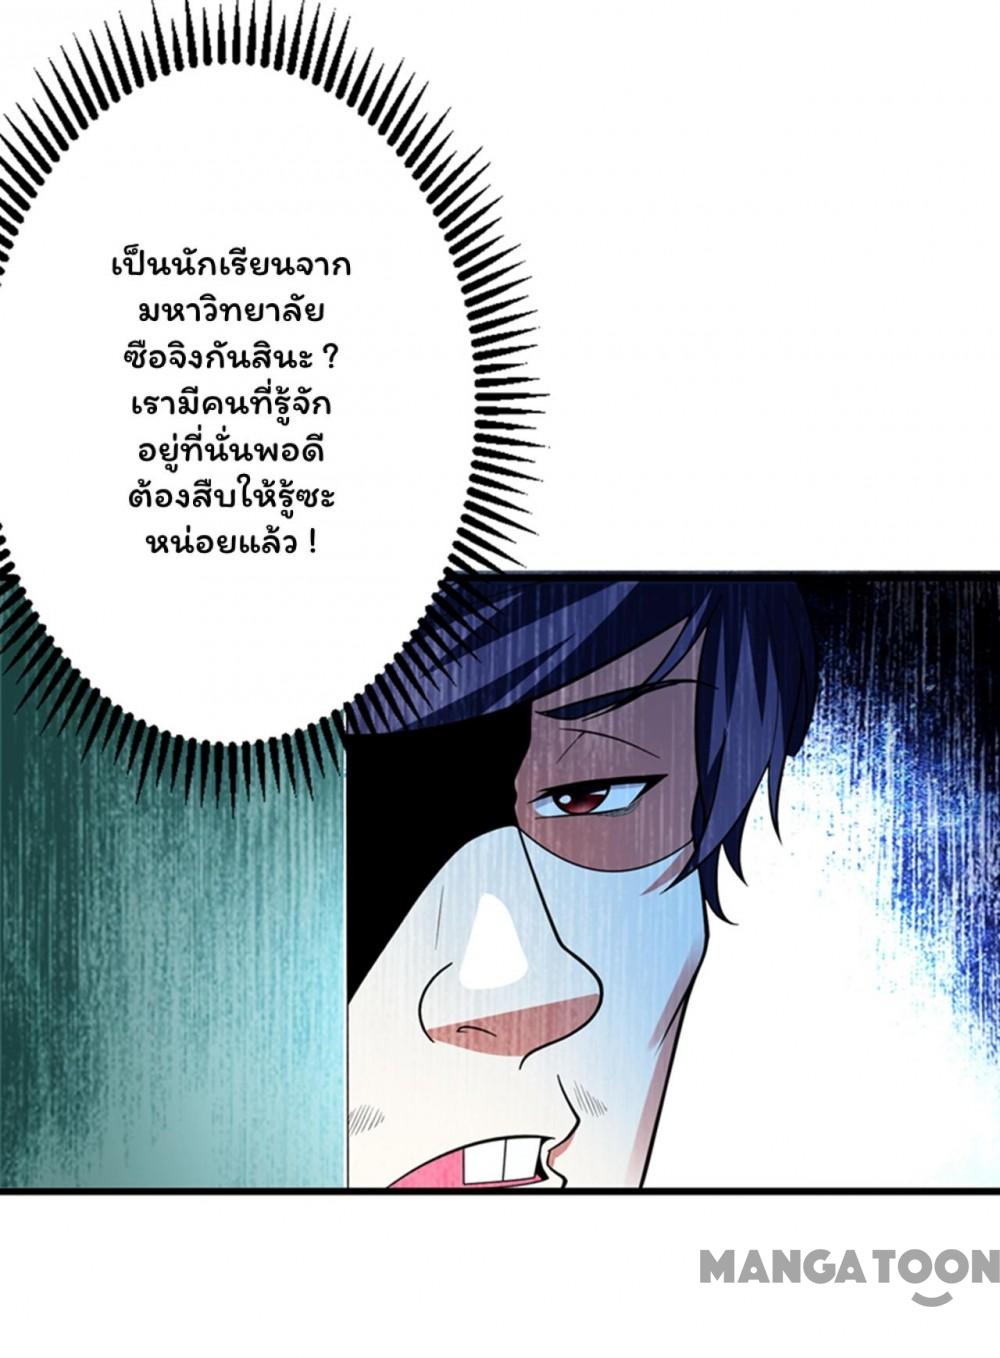 เป็นนักเรียนจาก
มหาวิทยาลัย
ซือจิงกันสินะ ?
เรามีคนที่รู้จัก
อยู่ที่นั่นพอดี
ต้องสืบให้รู้ซะ
หน่อยแล้ว !
MANGATOON